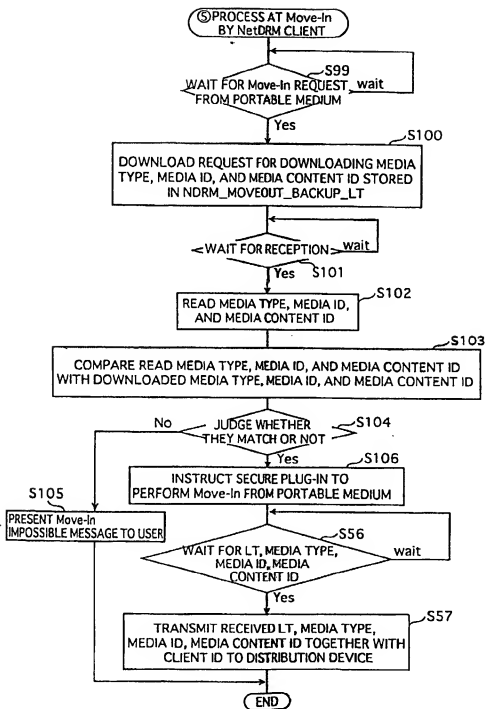 ⑤PROCESS AT Move-In
BY NetDRM CLIENT
S99
WAIT FOR Move-In REQUEST
FROM PORTABLE MEDIUM
wait
Yes
S100
DOWNLOAD REQUEST FOR DOWNLOADING MEDIA
TYPE, MEDIA ID, AND MEDIA CONTENT ID STORED
IN NDRM_MOVEOUT_BACKUP_LT
WAIT FOR RECEPTION
wait
Yes
S101
S102
READ MEDIA TYPE, MEDIA ID,
AND MEDIA CONTENT ID
S103
COMPARE READ MEDIA TYPE, MEDIA ID, AND MEDIA CONTENT ID
WITH DOWNLOADED MEDIA TYPE, MEDIA ID, AND MEDIA CONTENT ID
No
JUDGE WHETHER
THEY MATCH OR NOT
S104
Yes
S106
INSTRUCT SECURE PLUG-IN TO
PERFORM Move-In FROM PORTABLE MEDIUM
S105
PRESENT Move-In
IMPOSSIBLE MESSAGE TO USER
S56
WAIT FOR LT, MEDIA TYPE,
MEDIA ID, MEDIA
CONTENT ID
wait
Yes
S57
TRANSMIT RECEIVED LT, MEDIA TYPE,
MEDIA ID, MEDIA CONTENT ID TOGETHER WITH
CLIENT ID TO DISTRIBUTION DEVICE
END